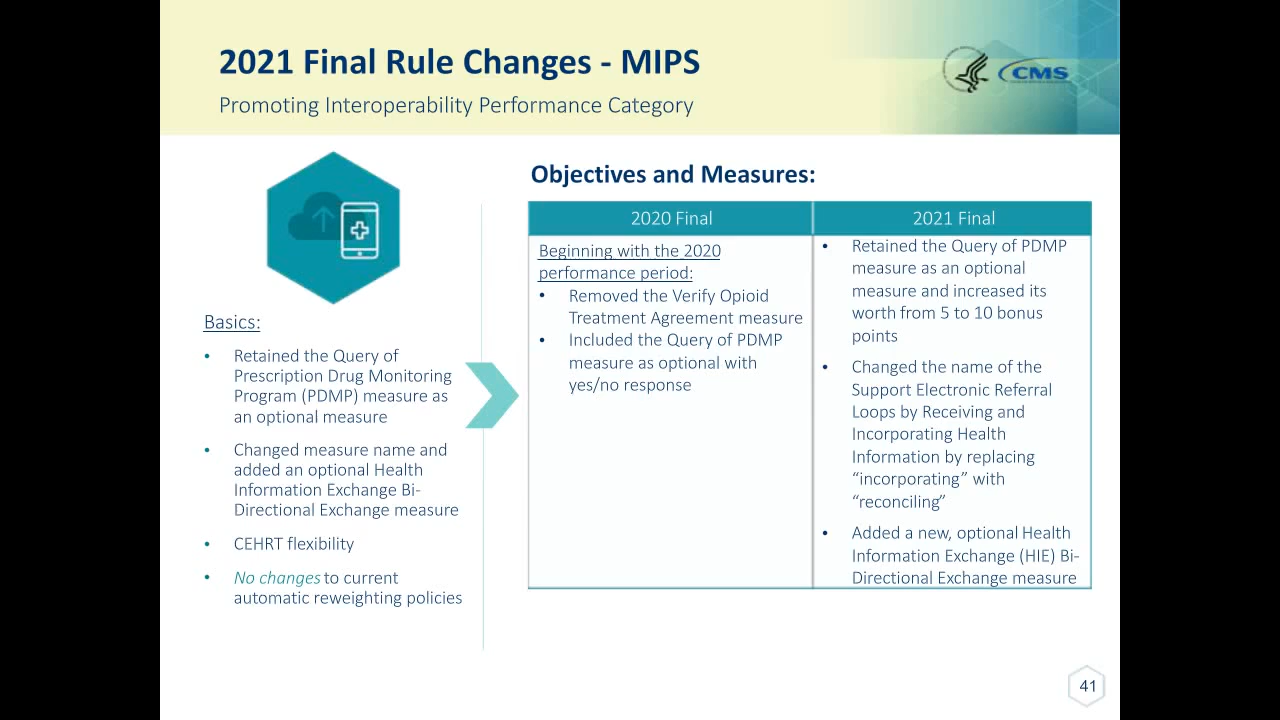 2021 Final Rule Changes - MIPS
Promoting Interoperability Performance Category
CMS
Basics:
• Retained the Query of
Prescription Drug Monitoring
Program (PDMP) measure as
an optional measure
• Changed measure name and
added an optional Health
Information Exchange Bi-
Directional Exchange measure
• CEHRT flexibility
• No changes to current
automatic reweighting policies
Objectives and Measures:
2020 Final
Beginning with the 2020
performance period:
• Removed the Verify Opioid
Treatment Agreement measure
• Included the Query of PDMP
measure as optional with
yes/no response
2021 Final
• Retained the Query of PDMP
measure as an optional
measure and increased its
worth from 5 to 10 bonus
points
• Changed the name of the
Support Electronic Referral
Loops by Receiving and
Incorporating Health
Information by replacing
“incorporating” with
“reconciling”
• Added a new, optional Health
Information Exchange (HIE) Bi-
Directional Exchange measure
41